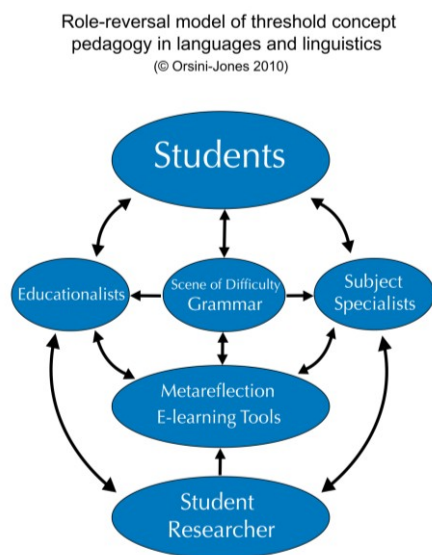 Role-reversal model of threshold concept
pedagogy in languages and linguistics
(© Orsini-Jones 2010)
Students
Educationalists
Scene of Difficulty
Grammar
Subject
Specialists
Metareflection
E-learning Tools
Student
Researcher